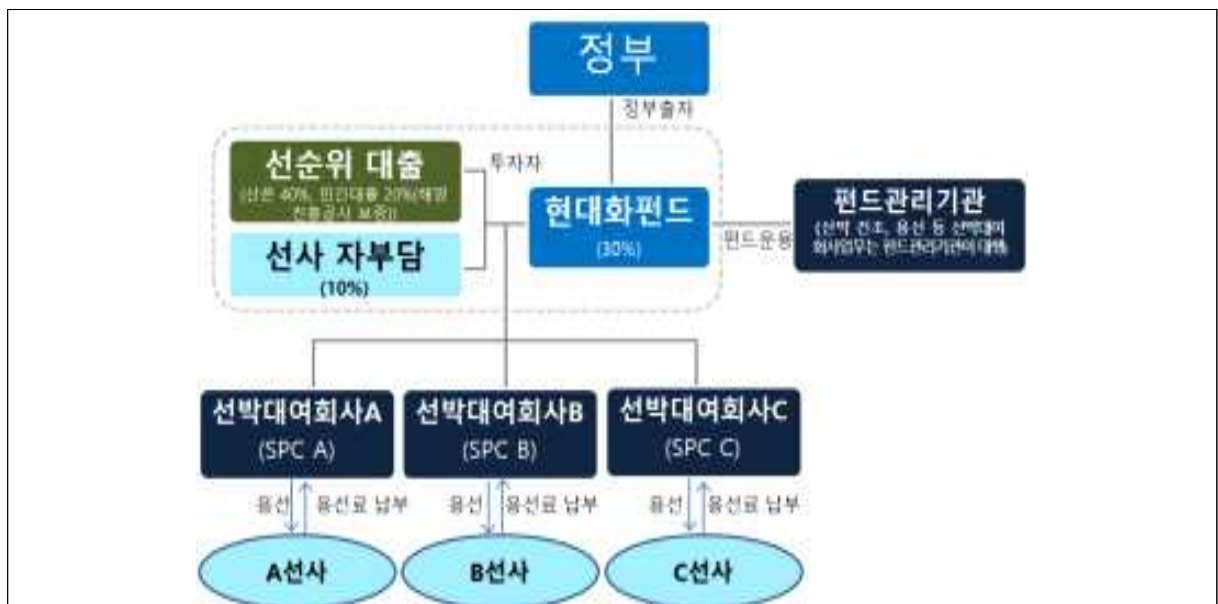 정부
정부출자
선순위 대출
(산은 40%, 민간대출 20%(해양
진흥공사 보증))
투자자
현대화펀드
(30%)
선사 자부담
(10%)
펀드운용
펀드관리기관
(선박 건조, 용선 등 선박대여
회사업무는 펀드관리기관이 대행)
선박대여회사A
(SPC A)
선박대여회사B
(SPC B)
선박대여회사C
(SPC C)
용선
용선료 납부
용선
용선료 납부
용선
용선료 납부
A선사
B선사
C선사